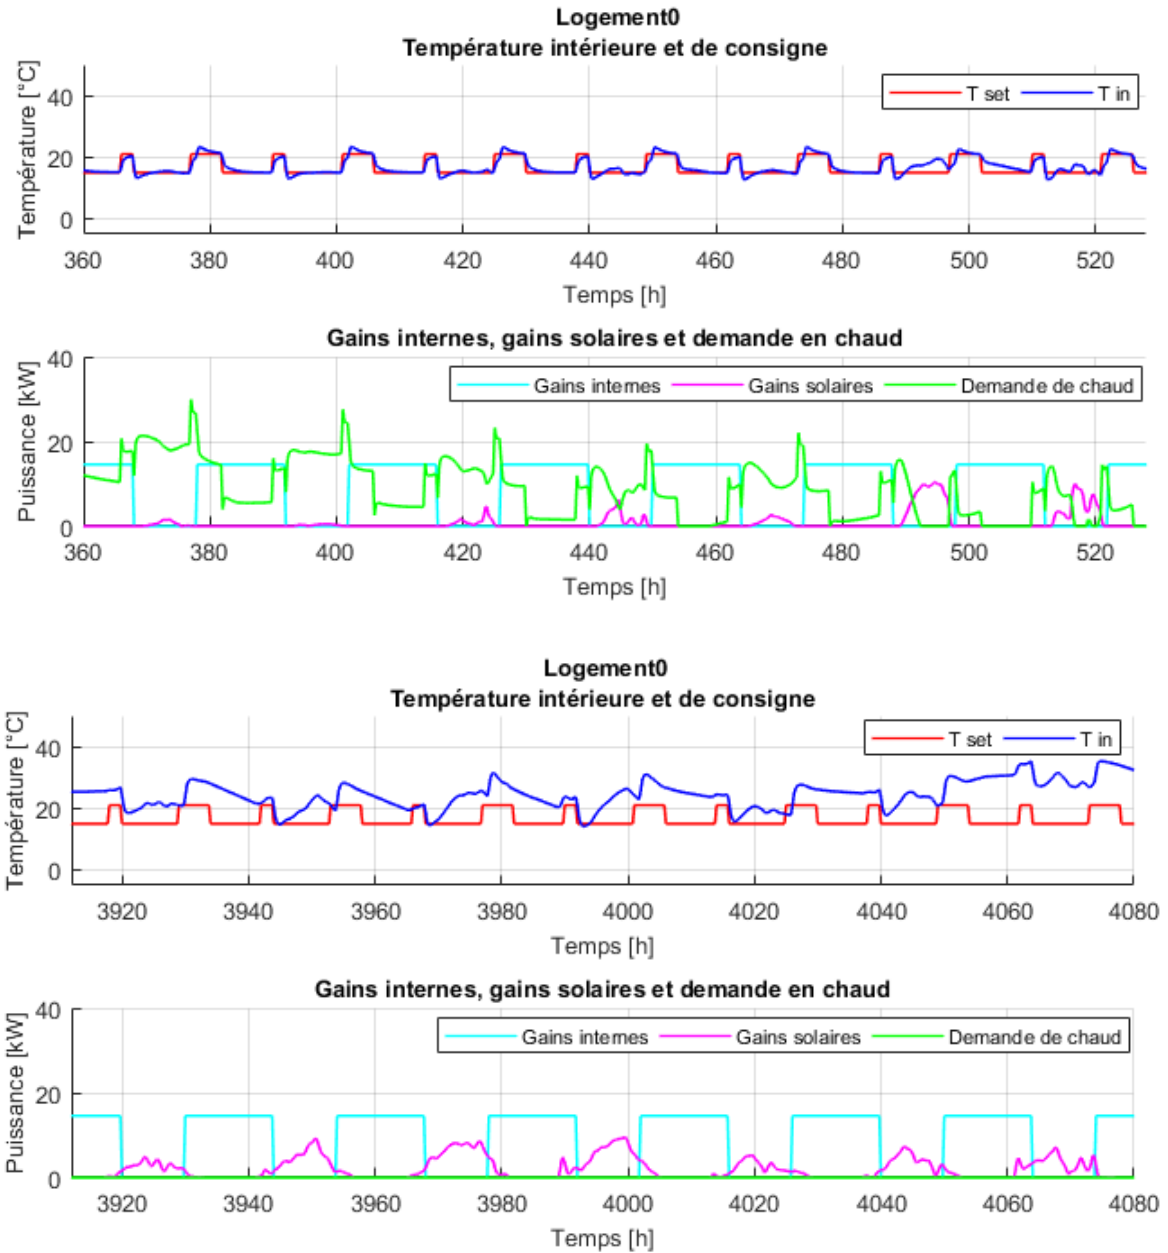 Logement0
Température intérieure et de consigne
Température [°C]
40
20
0
T set
T in
360
380
400
420
440
460
480
500
520
Temps [h]
Gains internes, gains solaires et demande en chaud
Puissance [kW]
40
20
0
Gains internes
Gains solaires
Demande de chaud
360
380
400
420
440
460
480
500
520
Temps [h]
Logement0
Température intérieure et de consigne
Température [°C]
40
20
0
T set
T in
3920
3940
3960
3980
4000
4020
4040
4060
4080
Temps [h]
Gains internes, gains solaires et demande en chaud
Puissance [kW]
40
20
0
Gains internes
Gains solaires
Demande de chaud
3920
3940
3960
3980
4000
4020
4040
4060
4080
Temps [h]